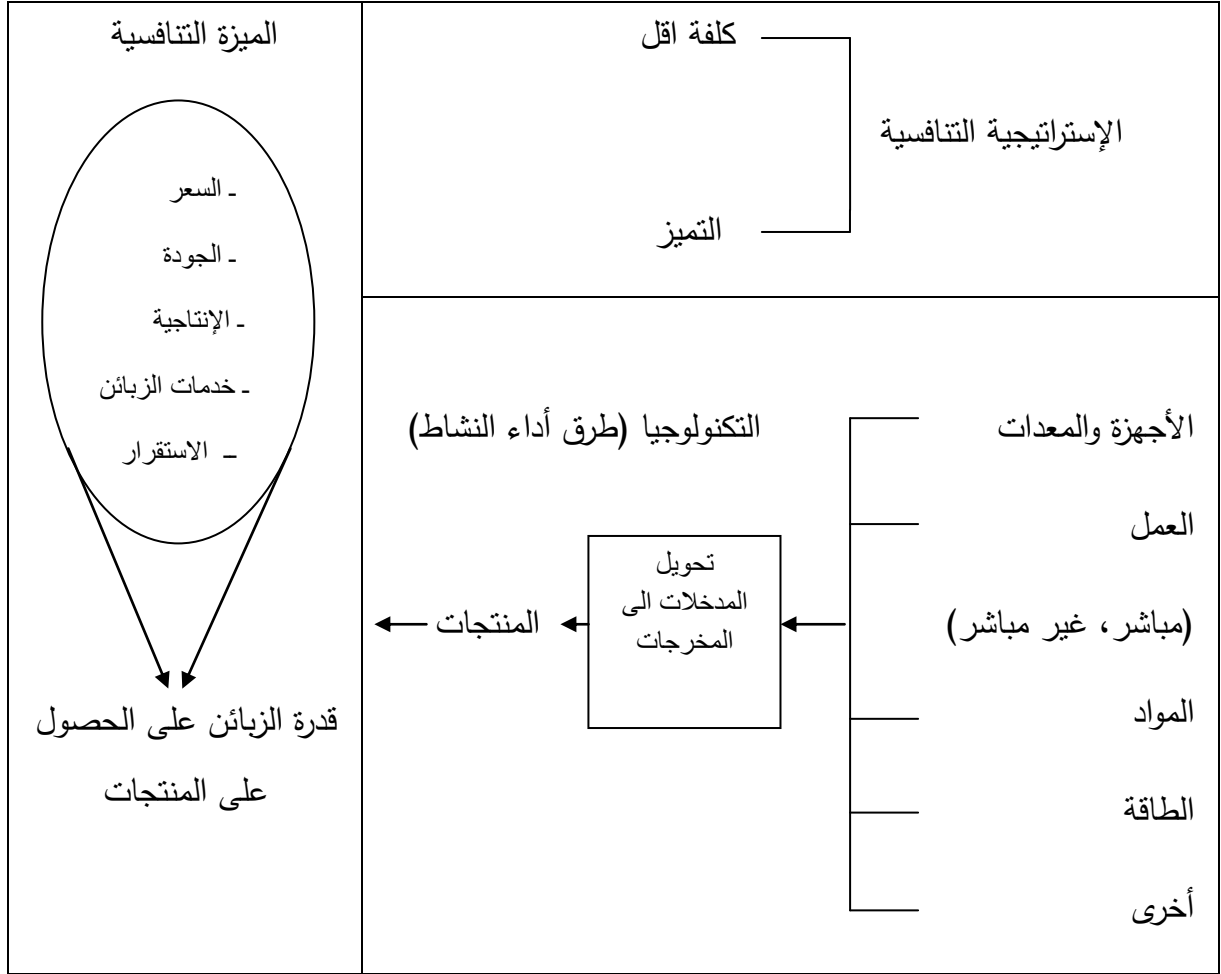 الميزة التنافسية
ـ السعر
ـ الجودة
ـ الإنتاجية
ـ خدمات الزبائن
ــ الاستقرار
قدرة الزبائن على الحصول
على المنتجات
الإستراتيجية التنافسية
كلفة اقل
التميز
الأجهزة والمعدات
العمل
(مباشر، غير مباشر)
المواد
الطاقة
أخرى
التكنولوجيا (طرق أداء النشاط)
تحويل
المدخلات الى
المخرجات
المنتجات